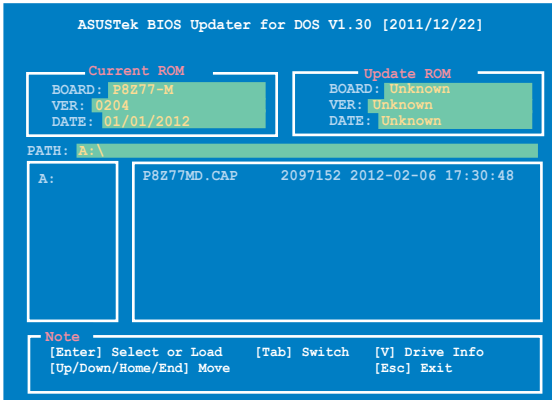 ASUSTek BIOS Updater for DOS V1.30 [2011/12/22]
Current ROM
BOARD: P8Z77-M
VER: 0204
DATE: 01/01/2012
Update ROM
BOARD: Unknown
VER: Unknown
DATE: Unknown
PATH: A:\
A:
P8Z77MD.CAP 2097152 2012-02-06 17:30:48
Note
[Enter] Select or Load [Tab] Switch [V] Drive Info
[Up/Down/Home/End] Move [Esc] Exit